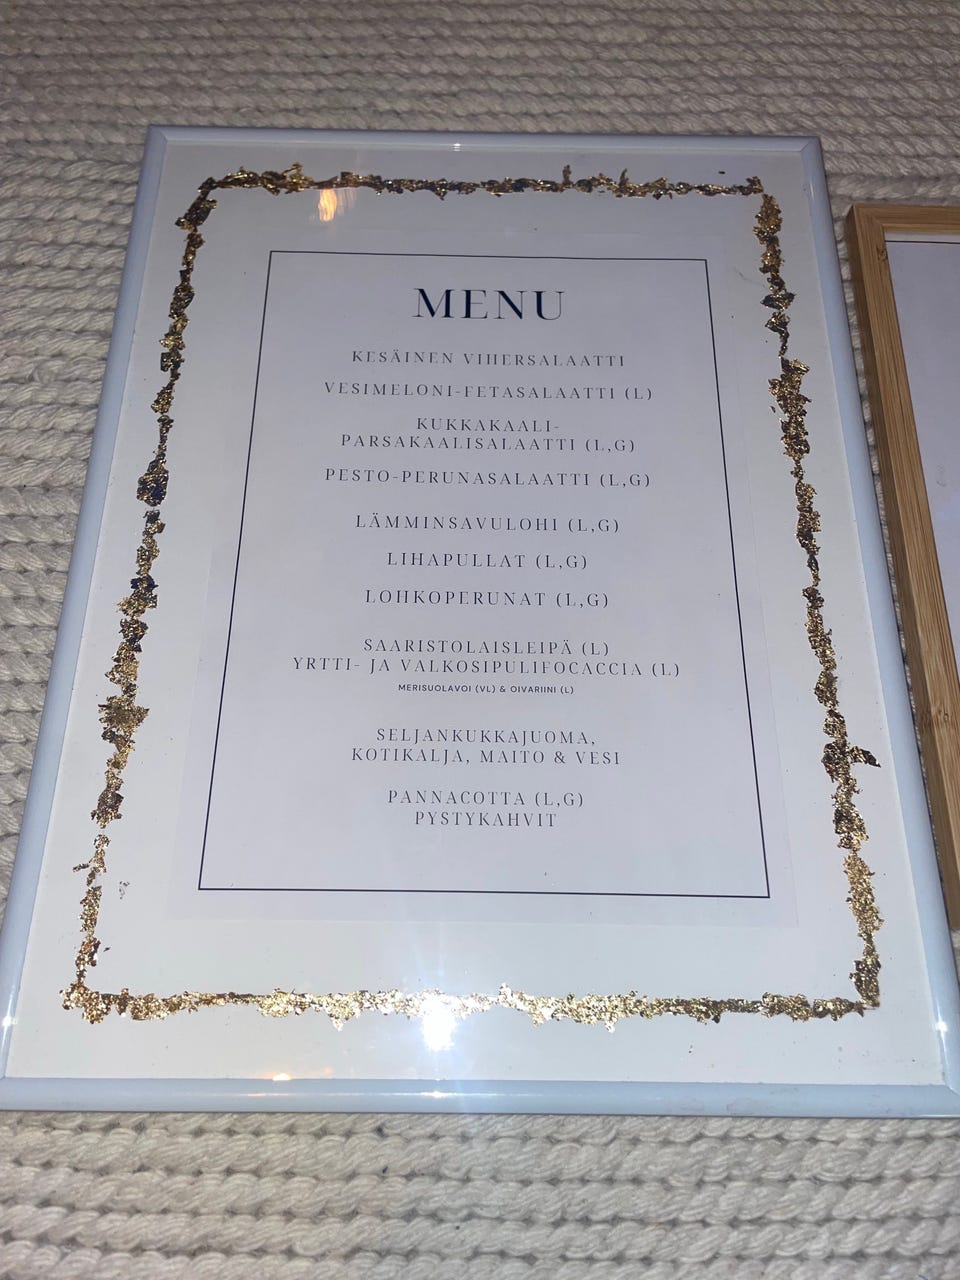 MENU
KESÄINEN VIHERSALAATTI
VESIMELONI-FETASALAATTI (L)
KUKKAKAALI-
PARSAKAALISALAATTI (L,G)
PESTO-PERUNASALAATTI (L,G)
LÄMMINSAVULOHI (L,G)
LIHAPULLAT (L,G)
LOHKOPERUNAT (L,G)
SAARISTOLAISLEIPÄ (L)
YRTTI- JA VALKOSIPULIFOCACCIA (L)
MERISUOLAVOI (VL) & OIVARIINI (L)
SELJANKUKKAJUOMA,
KOTIKALJA, MAITO & VESI
PANNACOTTA (L,G)
PYSTYKAHVIT